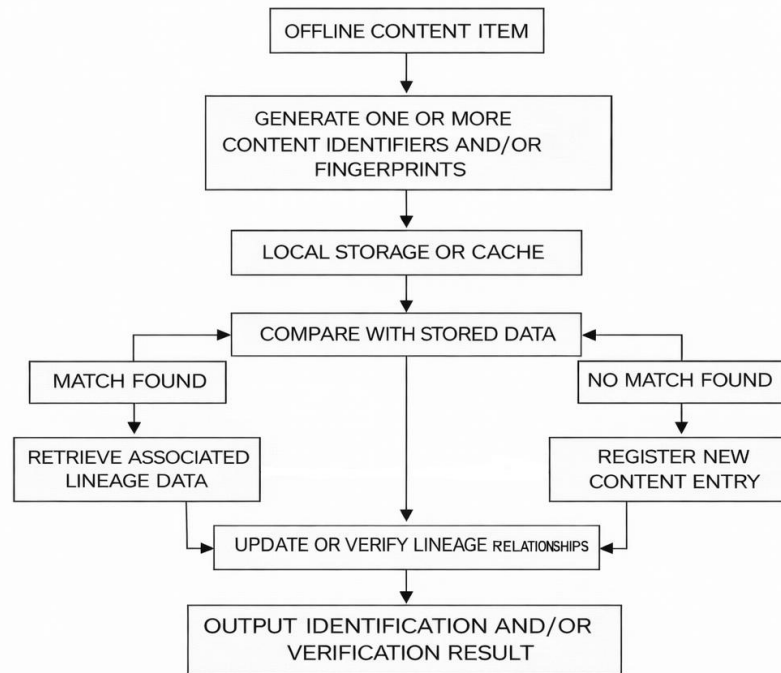 OFFLINE CONTENT ITEM
GENERATE ONE OR MORE
CONTENT IDENTIFIERS AND/OR
FINGERPRINTS
LOCAL STORAGE OR CACHE
COMPARE WITH STORED DATA
MATCH FOUND
NO MATCH FOUND
RETRIEVE ASSOCIATED
LINEAGE DATA
REGISTER NEW
CONTENT ENTRY
UPDATE OR VERIFY LINEAGE RELATIONSHIPS
OUTPUT IDENTIFICATION AND/OR
VERIFICATION RESULT